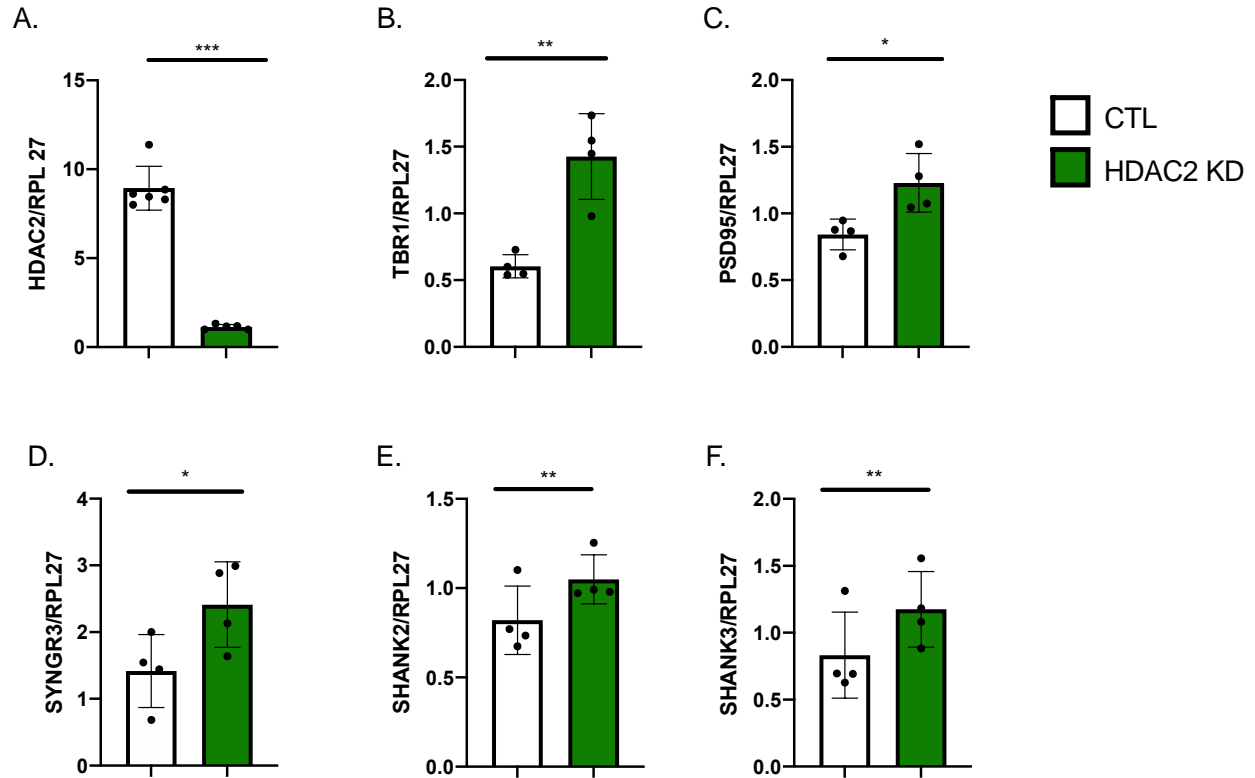 A.
***
15
10
5
0
HDAC2/RPL 27
B.
**
2.0
1.5
1.0
0.5
0.0
TBR1/RPL27
C.
*
2.0
1.5
1.0
0.5
0.0
PSD95/RPL27
CTL
HDAC2 KD
D.
*
4
3
2
1
0
SYNGR3/RPL27
E.
**
1.5
1.0
0.5
0.0
SHANK2/RPL27
F.
**
2.0
1.5
1.0
0.5
0.0
SHANK3/RPL27